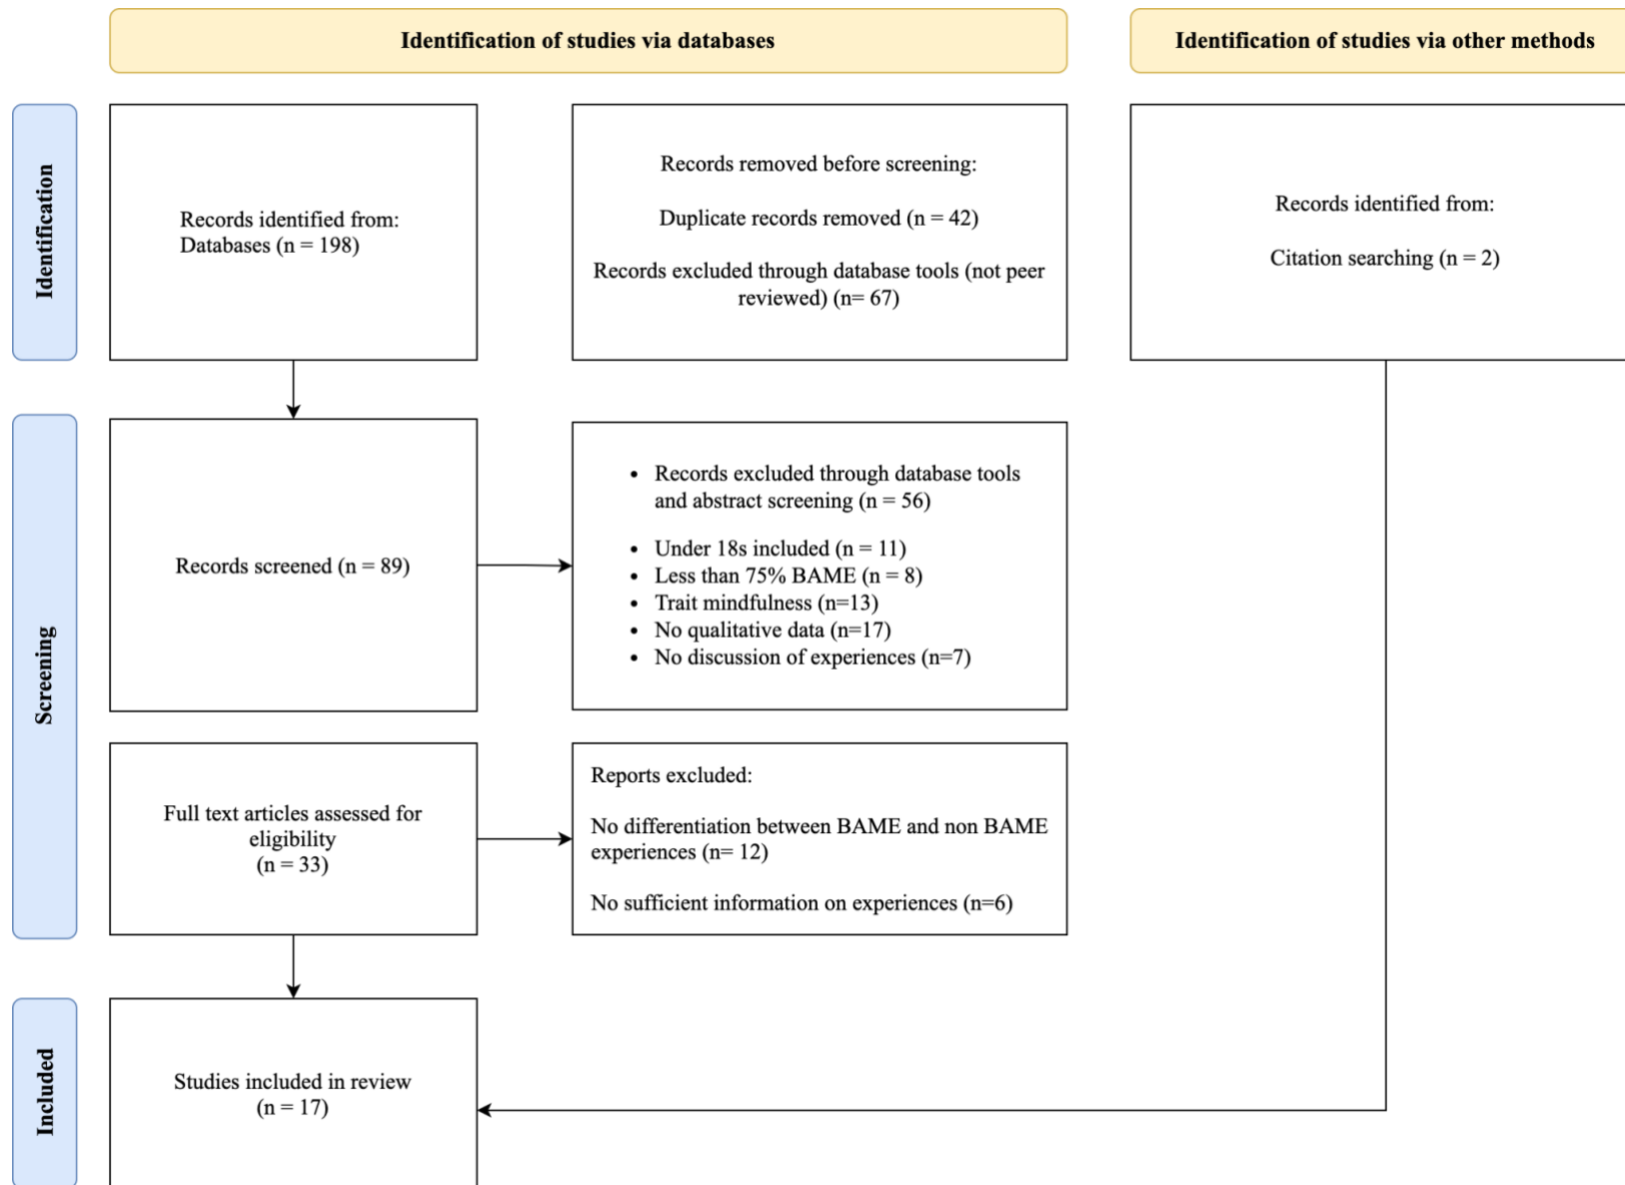 Identification of studies via databases
Identification of studies via other methods
Identification
Records identified from:
Databases (n = 198)
Records removed before screening:
Duplicate records removed (n = 42)
Records excluded through database tools (not peer
reviewed) (n= 67)
Records identified from:
Citation searching (n = 2)
Screening
Records screened (n = 89)
• Records excluded through database tools
and abstract screening (n = 56)
• Under 18s included (n = 11)
• Less than 75% BAME (n = 8)
• Trait mindfulness (n=13)
• No qualitative data (n=17)
• No discussion of experiences (n=7)
Full text articles assessed for
eligibility
(n = 33)
Reports excluded:
No differentiation between BAME and non BAME
experiences (n= 12)
No sufficient information on experiences (n=6)
Included
Studies included in review
(n = 17)